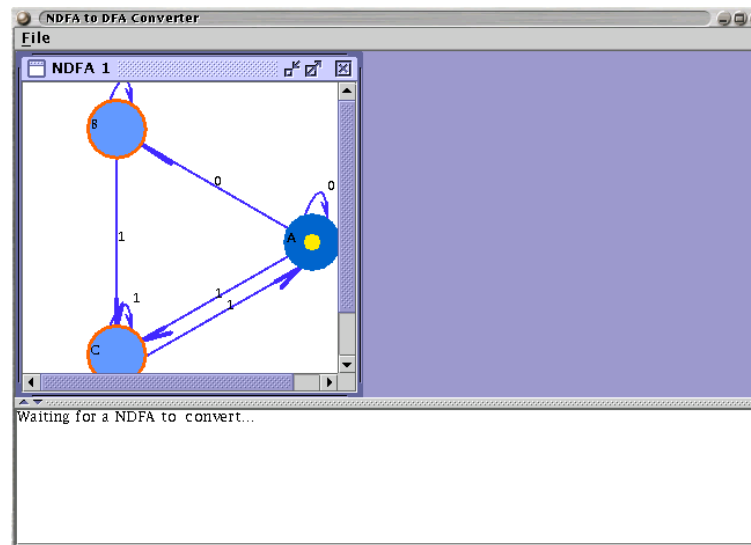 NDFA to DFA Converter
File
NDFA 1
B
0
0
A
1
1
1
1
C
Waiting for a NDFA to convert...